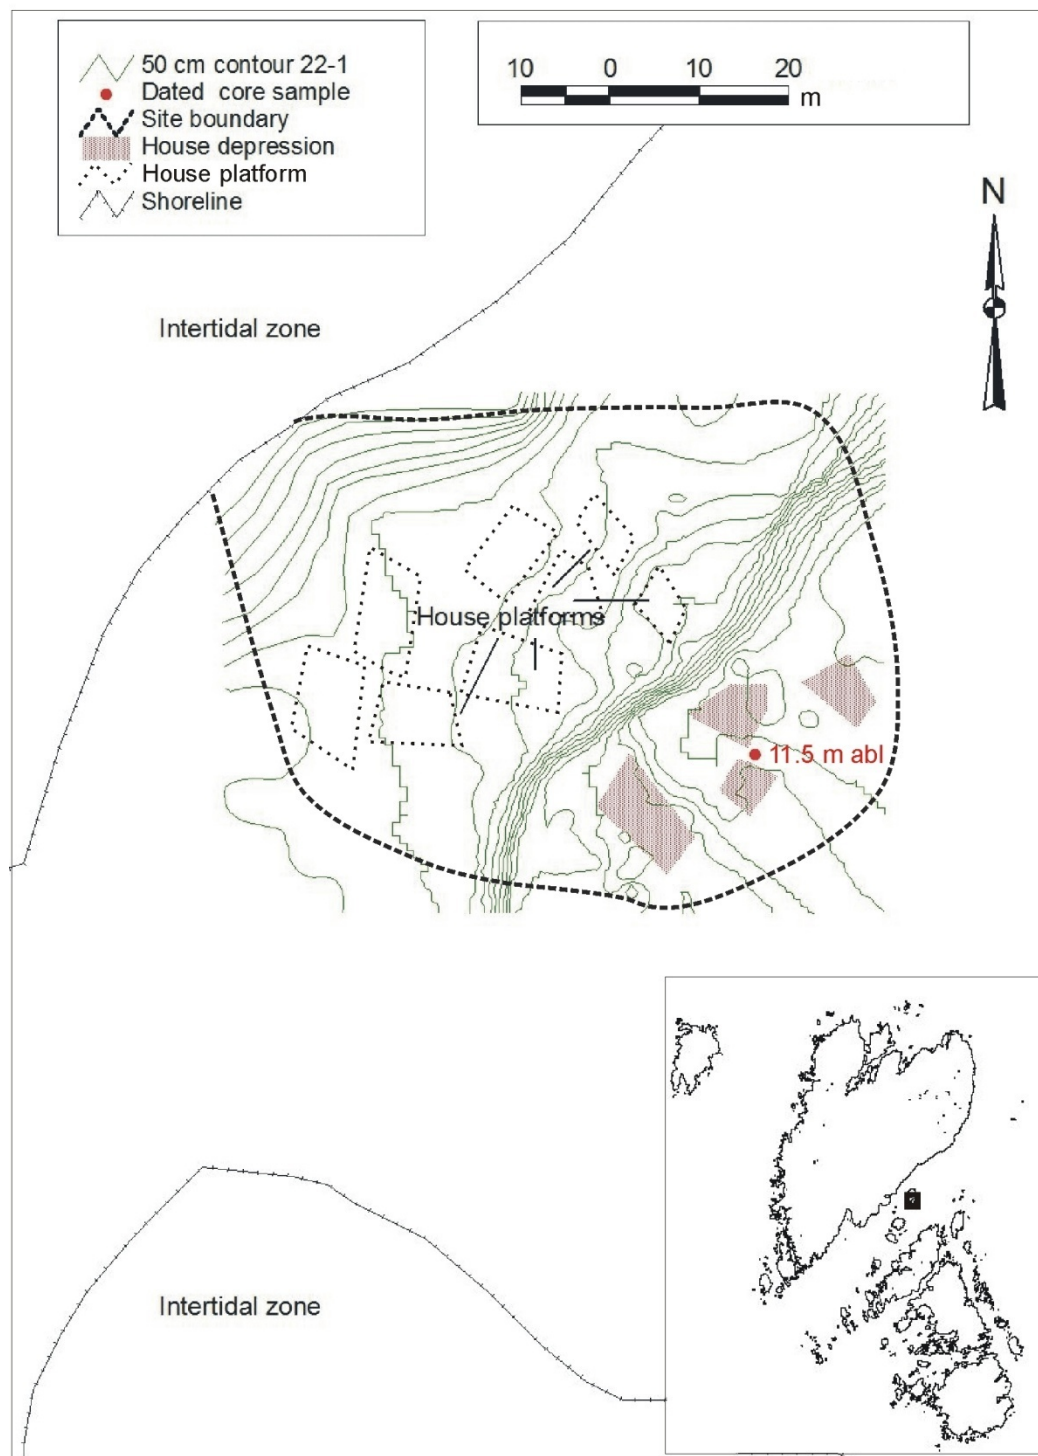 50 cm contour 22-1
Dated core sample
Site boundary
House depression
House platform
Shoreline
10 0 10 20
m
N
Intertidal zone
House platforms
11.5 m abl
Intertidal zone